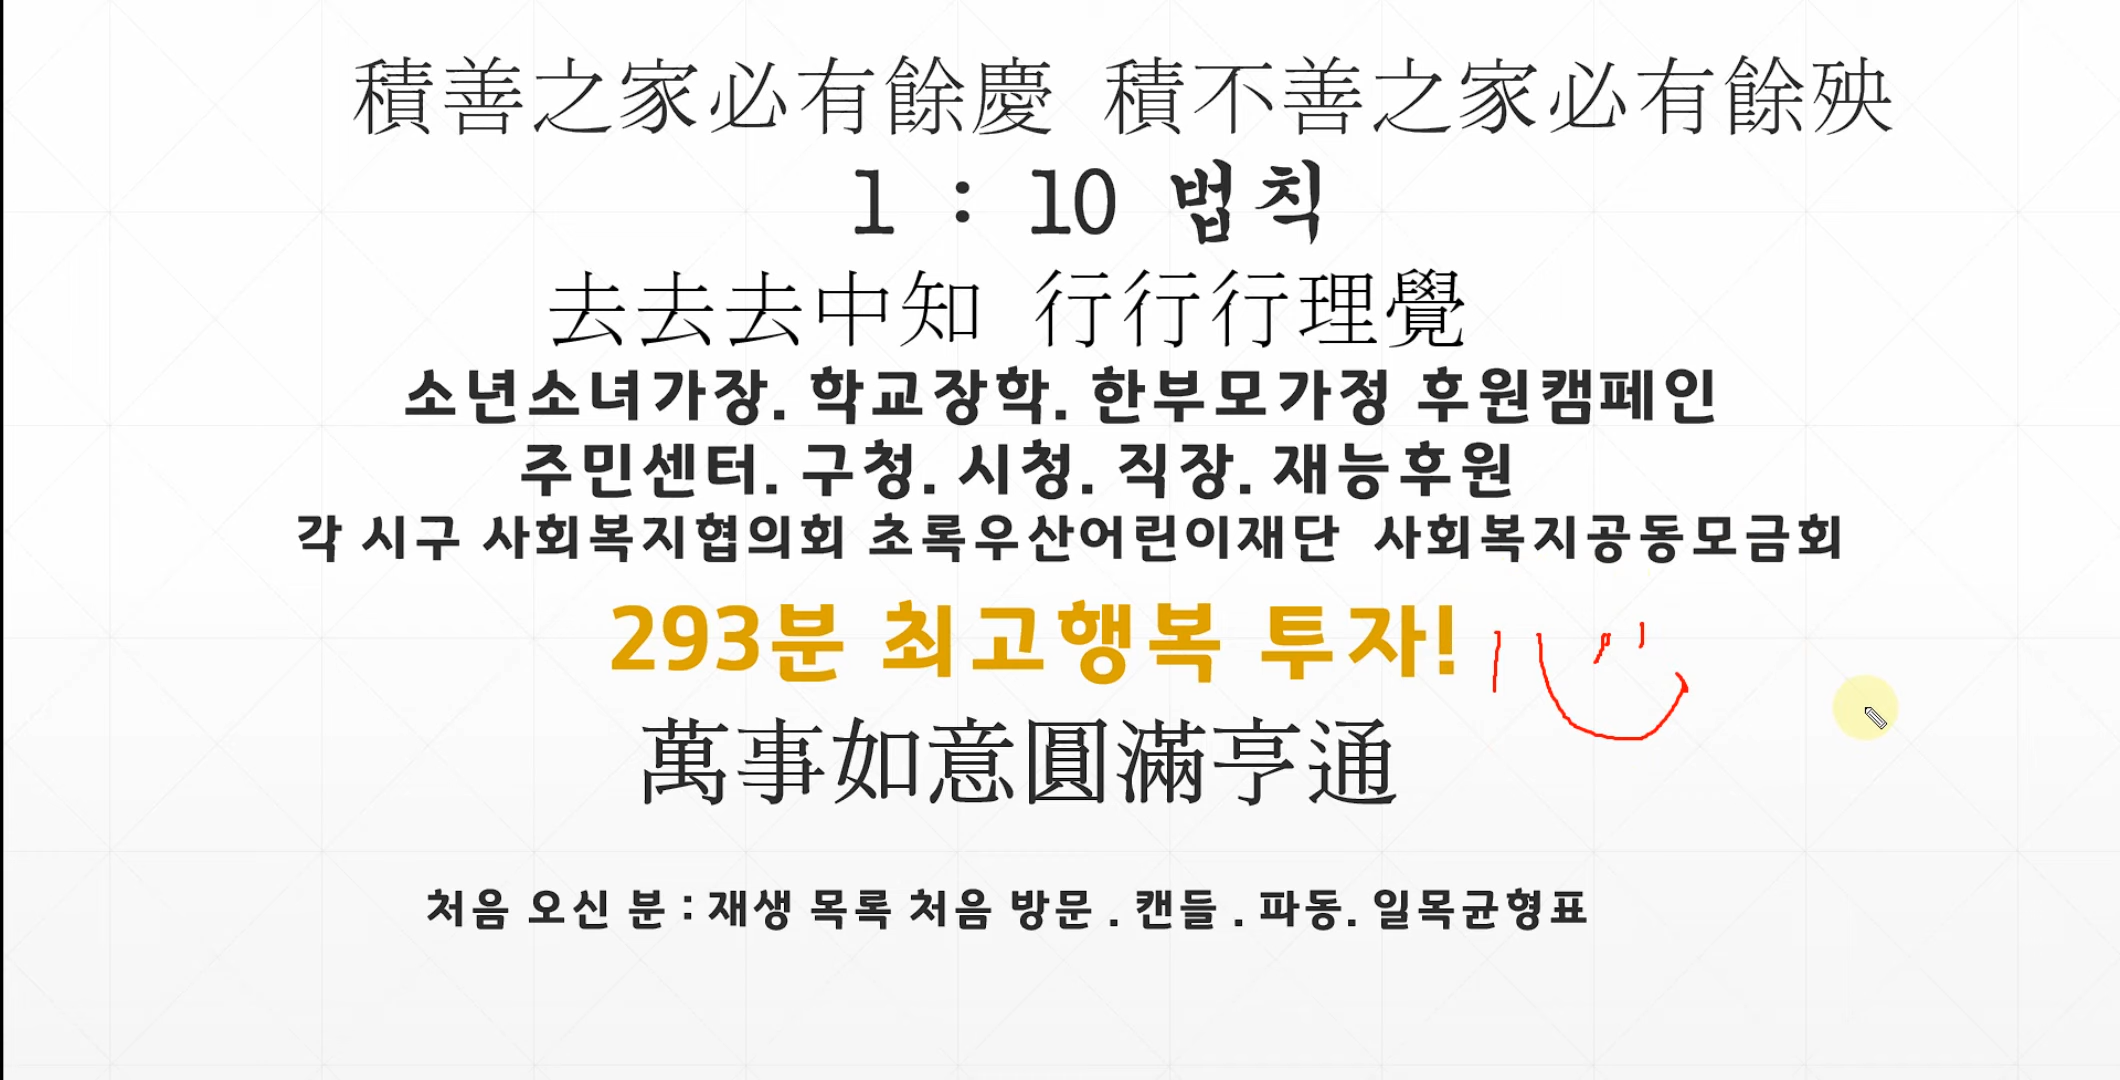 積善之家必有餘慶 積不善之家必有餘殃
1 : 10 법칙
去去去中知 行行行理覺
소년소녀가장. 학교장학. 한부모가정 후원캠페인
주민센터. 구청. 시청. 직장. 재능후원
각 시구 사회복지협의회 초록우산어린이재단 사회복지공동모금회
293분 최고행복 투자!
萬事如意圓滿亨通
처음 오신 분 : 재생 목록 처음 방문 . 캔들 . 파동. 일목균형표